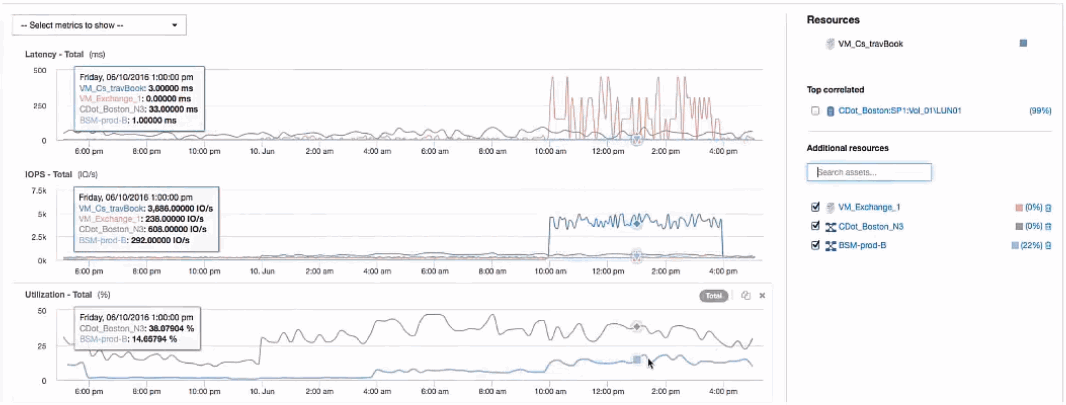 -- Select metrics to show --
Latency - Total (ms)
500
250
0
Friday, 06/10/2016 1:00:00 pm
VM_Cs_travBook: 3.00000 ms
VM_Exchange_1: 0.00000 ms
CDot_Boston_N3: 33.00000 ms
BSM-prod-B: 1.00000 ms
6:00 pm 8:00 pm 10:00 pm 10. Jun 2:00 am 4:00 am 6:00 am 8:00 am 10:00 am 12:00 pm 2:00 pm 4:00 pm
IOPS - Total (IO/s)
7.5k
5k
2.5k
0k
Friday, 06/10/2016 1:00:00 pm
VM_Cs_travBook: 3,686.00000 IO/s
VM_Exchange_1: 238.00000 IO/s
CDot_Boston_N3: 608.00000 IO/s
BSM-prod-B: 292.00000 IO/s
6:00 pm 8:00 pm 10:00 pm 10. Jun 2:00 am 4:00 am 6:00 am 8:00 am 10:00 am 12:00 pm 2:00 pm 4:00 pm
Utilization - Total (%)
Total
50
25
0
Friday, 06/10/2016 1:00:00 pm
CDot_Boston_N3: 38.07904 %
BSM-prod-B: 14.65794 %
6:00 pm 8:00 pm 10:00 pm 10. Jun 2:00 am 4:00 am 6:00 am 8:00 am 10:00 am 12:00 pm 2:00 pm 4:00 pm
Resources
VM_Cs_travBook
Top correlated
CDot_Boston:SP1:Vol_01\LUN01 (99%)
Additional resources
Search assets...
VM_Exchange_1 (0%)
CDot_Boston_N3 (0%)
BSM-prod-B (22%)